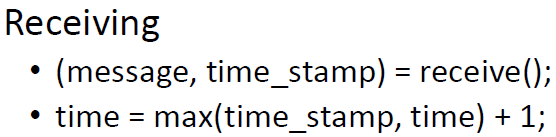 Receiving
• (message, time_stamp) = receive();
• time = max(time_stamp, time) + 1;